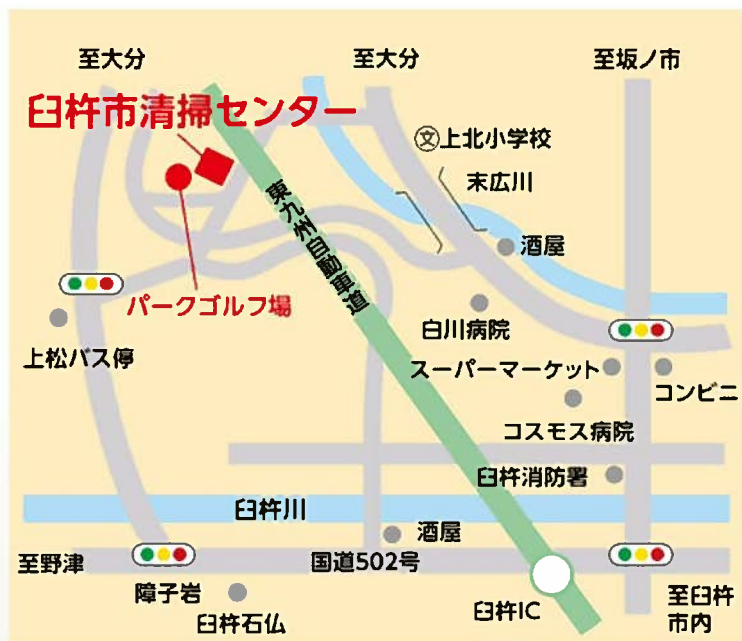 至大分
至大分
至坂ノ市
臼杵市清掃センター
文上北小学校
末広川
東九州自動車道
酒屋
パークゴルフ場
白川病院
上松バス停
スーパーマーケット
コンビニ
コスモス病院
臼杵消防署
臼杵川
酒屋
至野津
国道502号
障子岩
臼杵IC
至臼杵
市内
臼杵石仏